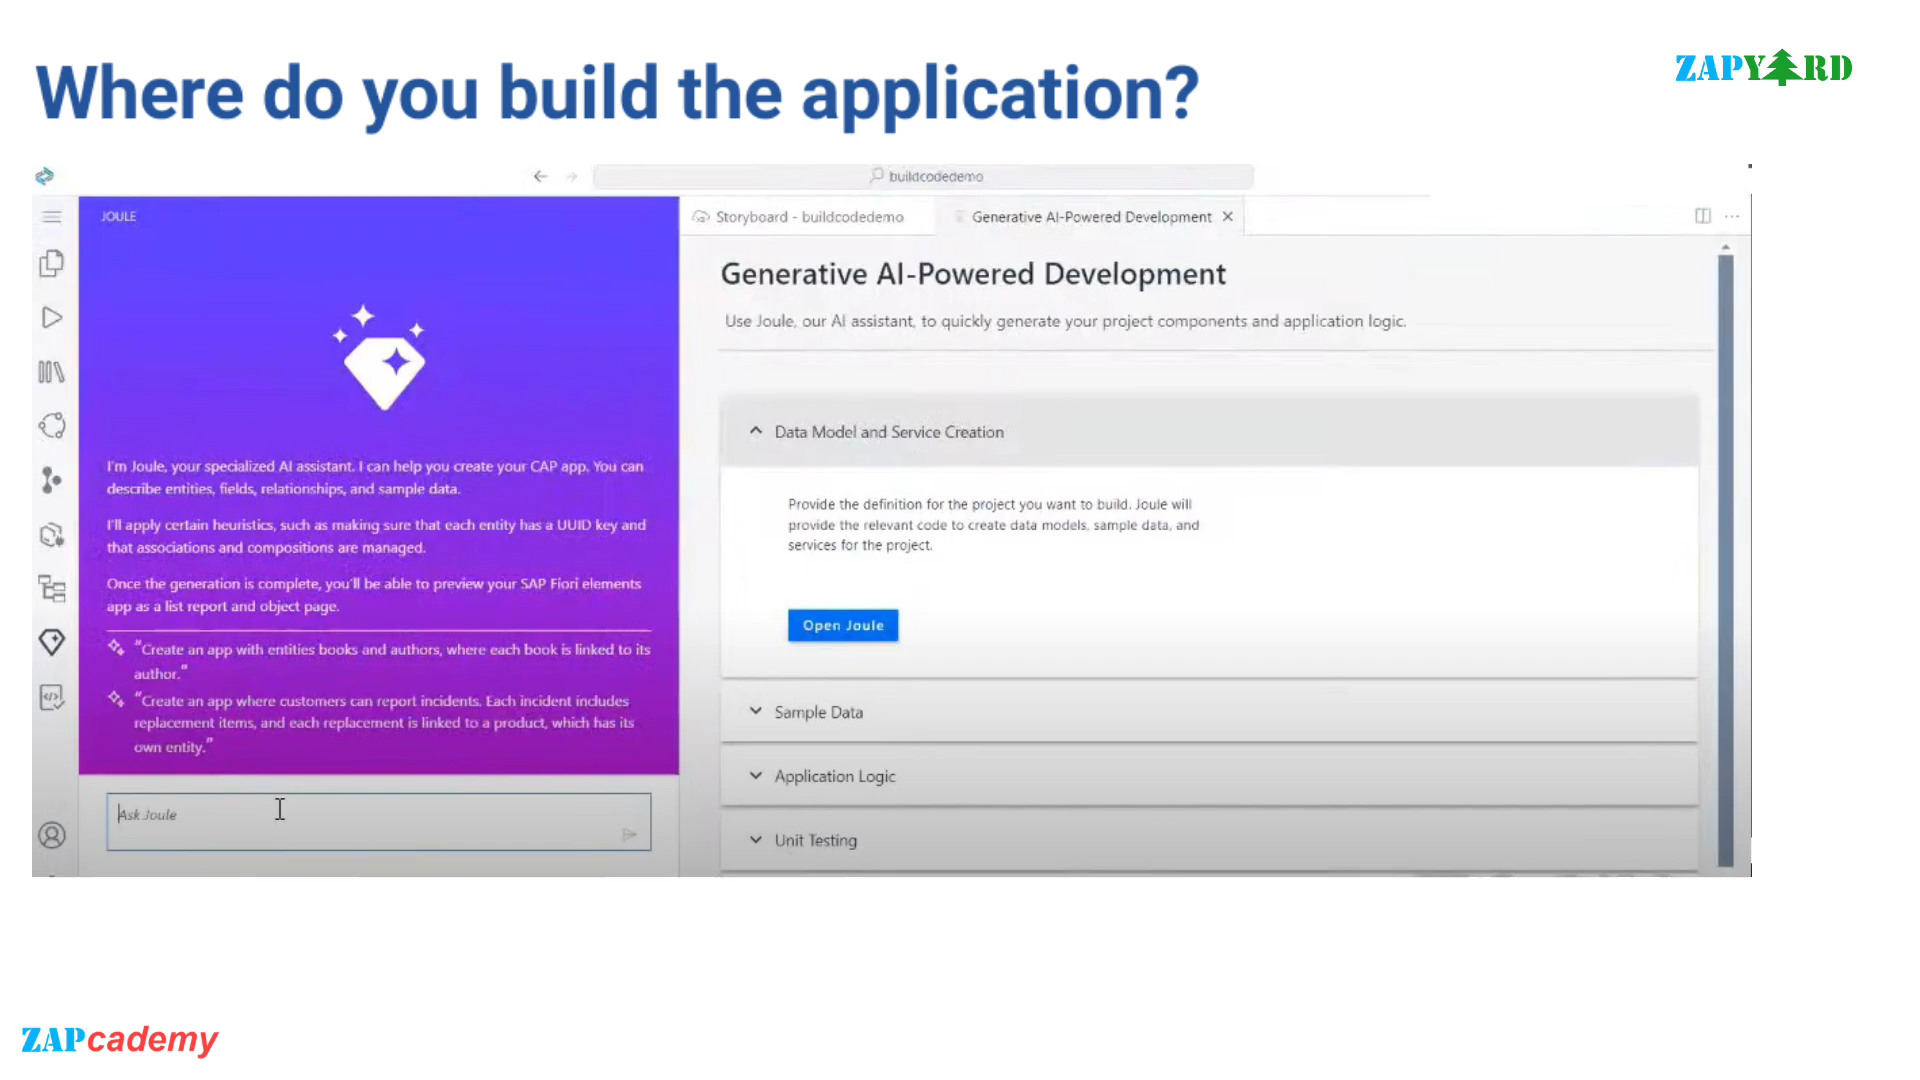 Where do you build the application?
ZAPYARD
buildcodedemo
JOULE
I'm Joule, your specialized AI assistant. I can help you create your CAP app. You can
describe entities, fields, relationships, and sample data.
I'll apply certain heuristics, such as making sure that each entity has a UUID key and
that associations and compositions are managed.
Once the generation is complete, you'll be able to preview your SAP Fiori elements
app as a list report and object page.
"Create an app with entities books and authors, where each book is linked to its
author."
"Create an app where customers can report incidents. Each incident includes
replacement items, and each replacement is linked to a product, which has its
own entity."
Ask Joule
Storyboard - buildcodedemo
Generative AI-Powered Development
Generative AI-Powered Development
Use Joule, our AI assistant, to quickly generate your project components and application logic.
Data Model and Service Creation
Provide the definition for the project you want to build. Joule will
provide the relevant code to create data models, sample data, and
services for the project.
Open Joule
Sample Data
Application Logic
Unit Testing
ZAPcademy